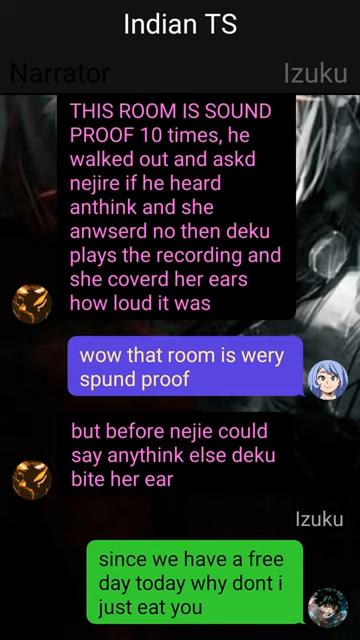 Indian TS
Narrator
Izuku
THIS ROOM IS SOUND
PROOF 10 times, he
walked out and askd
nejire if he heard
anthink and she
anwserd no then deku
plays the recording and
she coverd her ears
how loud it was
wow that room is wery
spund proof
but before nejie could
say anythink else deku
bite her ear
Izuku
since we have a free
day today why dont i
just eat you